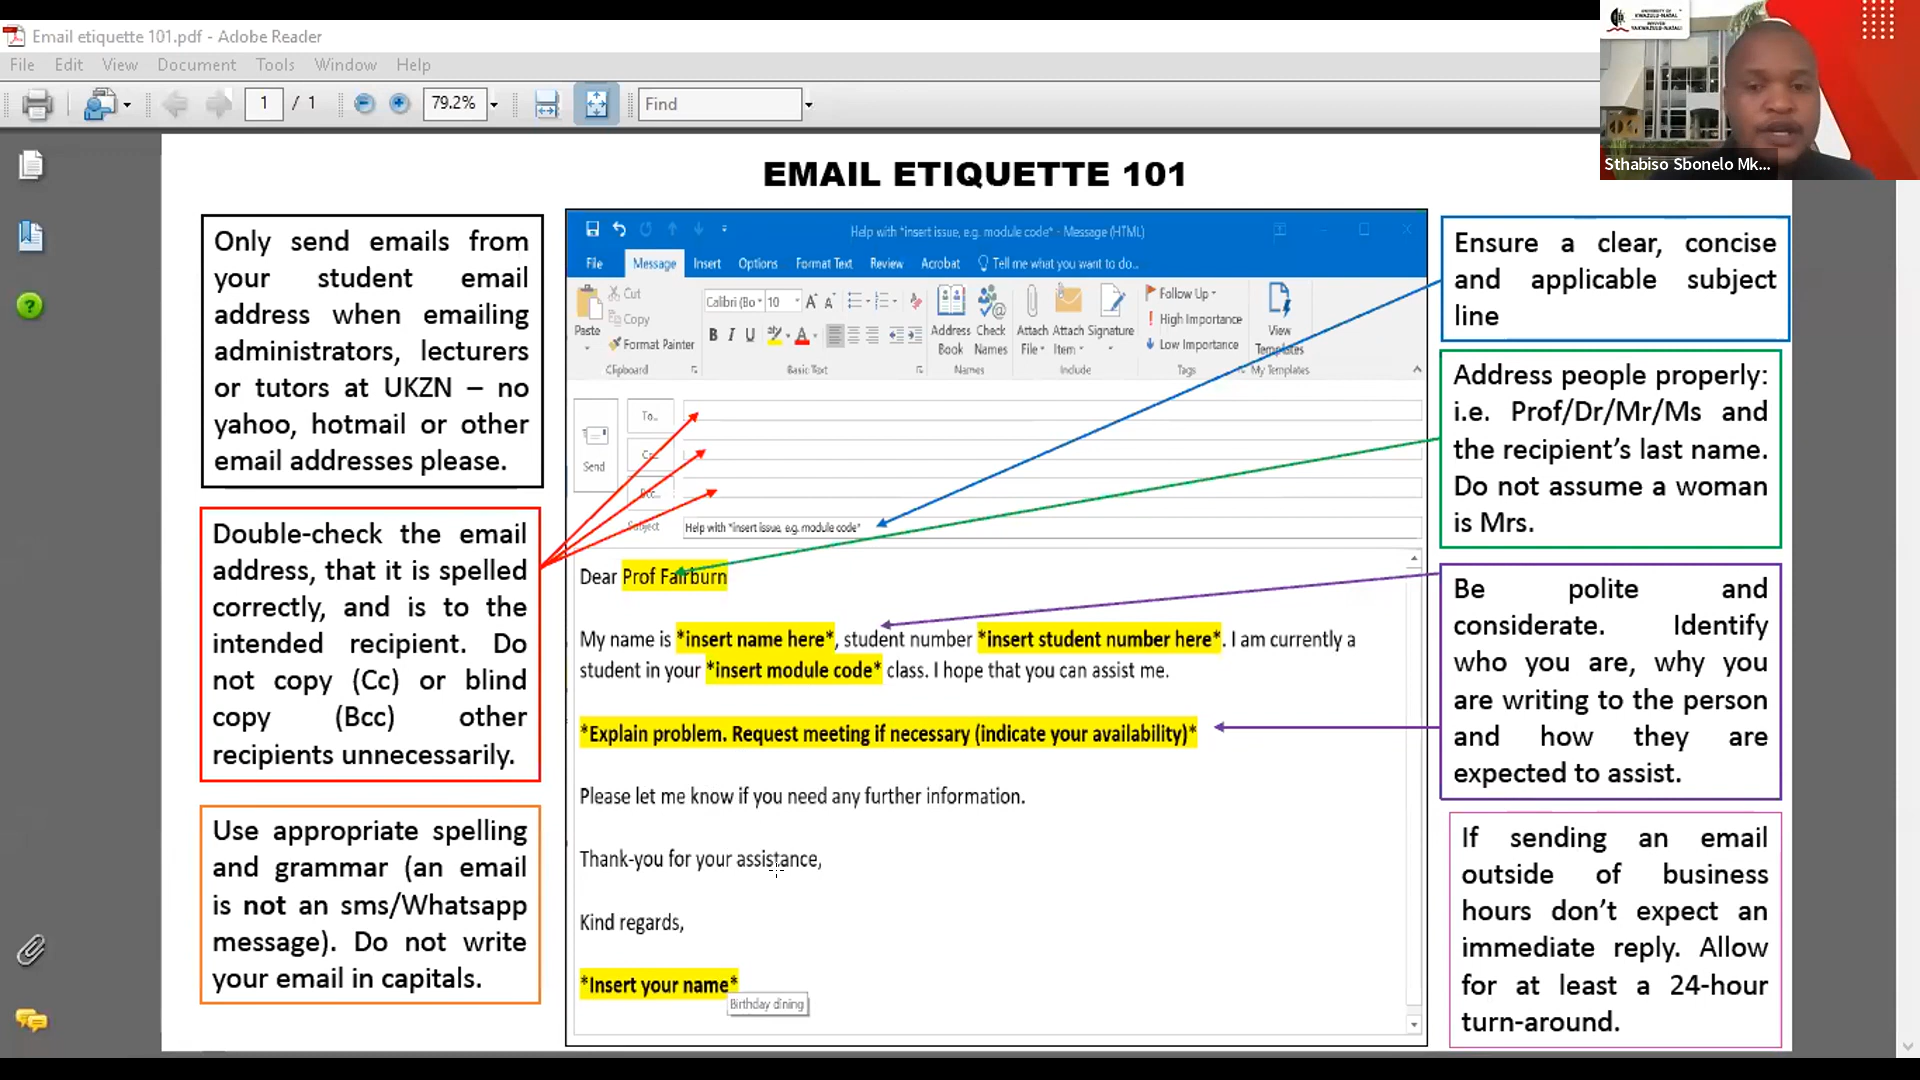 Email etiquette 101.pdf - Adobe Reader
File Edit View Document Tools Window Help
1 / 1 79.2% Find
UNIVERSITY OF
KWAZULU-NATAL
INYUVESI
YAKWAZULU-NATALI
Sthabiso Sbonelo Mk...
EMAIL ETIQUETTE 101
Only send emails from
your student email
address when emailing
administrators, lecturers
or tutors at UKZN – no
yahoo, hotmail or other
email addresses please.
Double-check the email
address, that it is spelled
correctly, and is to the
intended recipient. Do
not copy (Cc) or blind
copy (Bcc) other
recipients unnecessarily.
Use appropriate spelling
and grammar (an email
is not an sms/Whatsapp
message). Do not write
your email in capitals.
Help with *insert issue, e.g. module code* - Message (HTML)
File Message Insert Options Format Text Review Acrobat Tell me what you want to do...
Cut
Copy
Format Painter
Paste
Clipboard
Calibri (Bo 10
B I U
Basic Text
Address Book
Check Names
Names
Attach File
Attach Item
Signature
Include
Follow Up
High Importance
Low Importance
Tags
View Templates
My Templates
Send
To...
Cc...
Bcc...
Subject
Help with *insert issue, e.g. module code*
Dear Prof Fairburn
My name is *insert name here*, student number *insert student number here*. I am currently a
student in your *insert module code* class. I hope that you can assist me.
*Explain problem. Request meeting if necessary (indicate your availability)*
Please let me know if you need any further information.
Thank-you for your assistance,
Kind regards,
*Insert your name*
Birthday dining
Ensure a clear, concise
and applicable subject
line
Address people properly:
i.e. Prof/Dr/Mr/Ms and
the recipient's last name.
Do not assume a woman
is Mrs.
Be polite and
considerate. Identify
who you are, why you
are writing to the person
and how they are
expected to assist.
If sending an email
outside of business
hours don't expect an
immediate reply. Allow
for at least a 24-hour
turn-around.